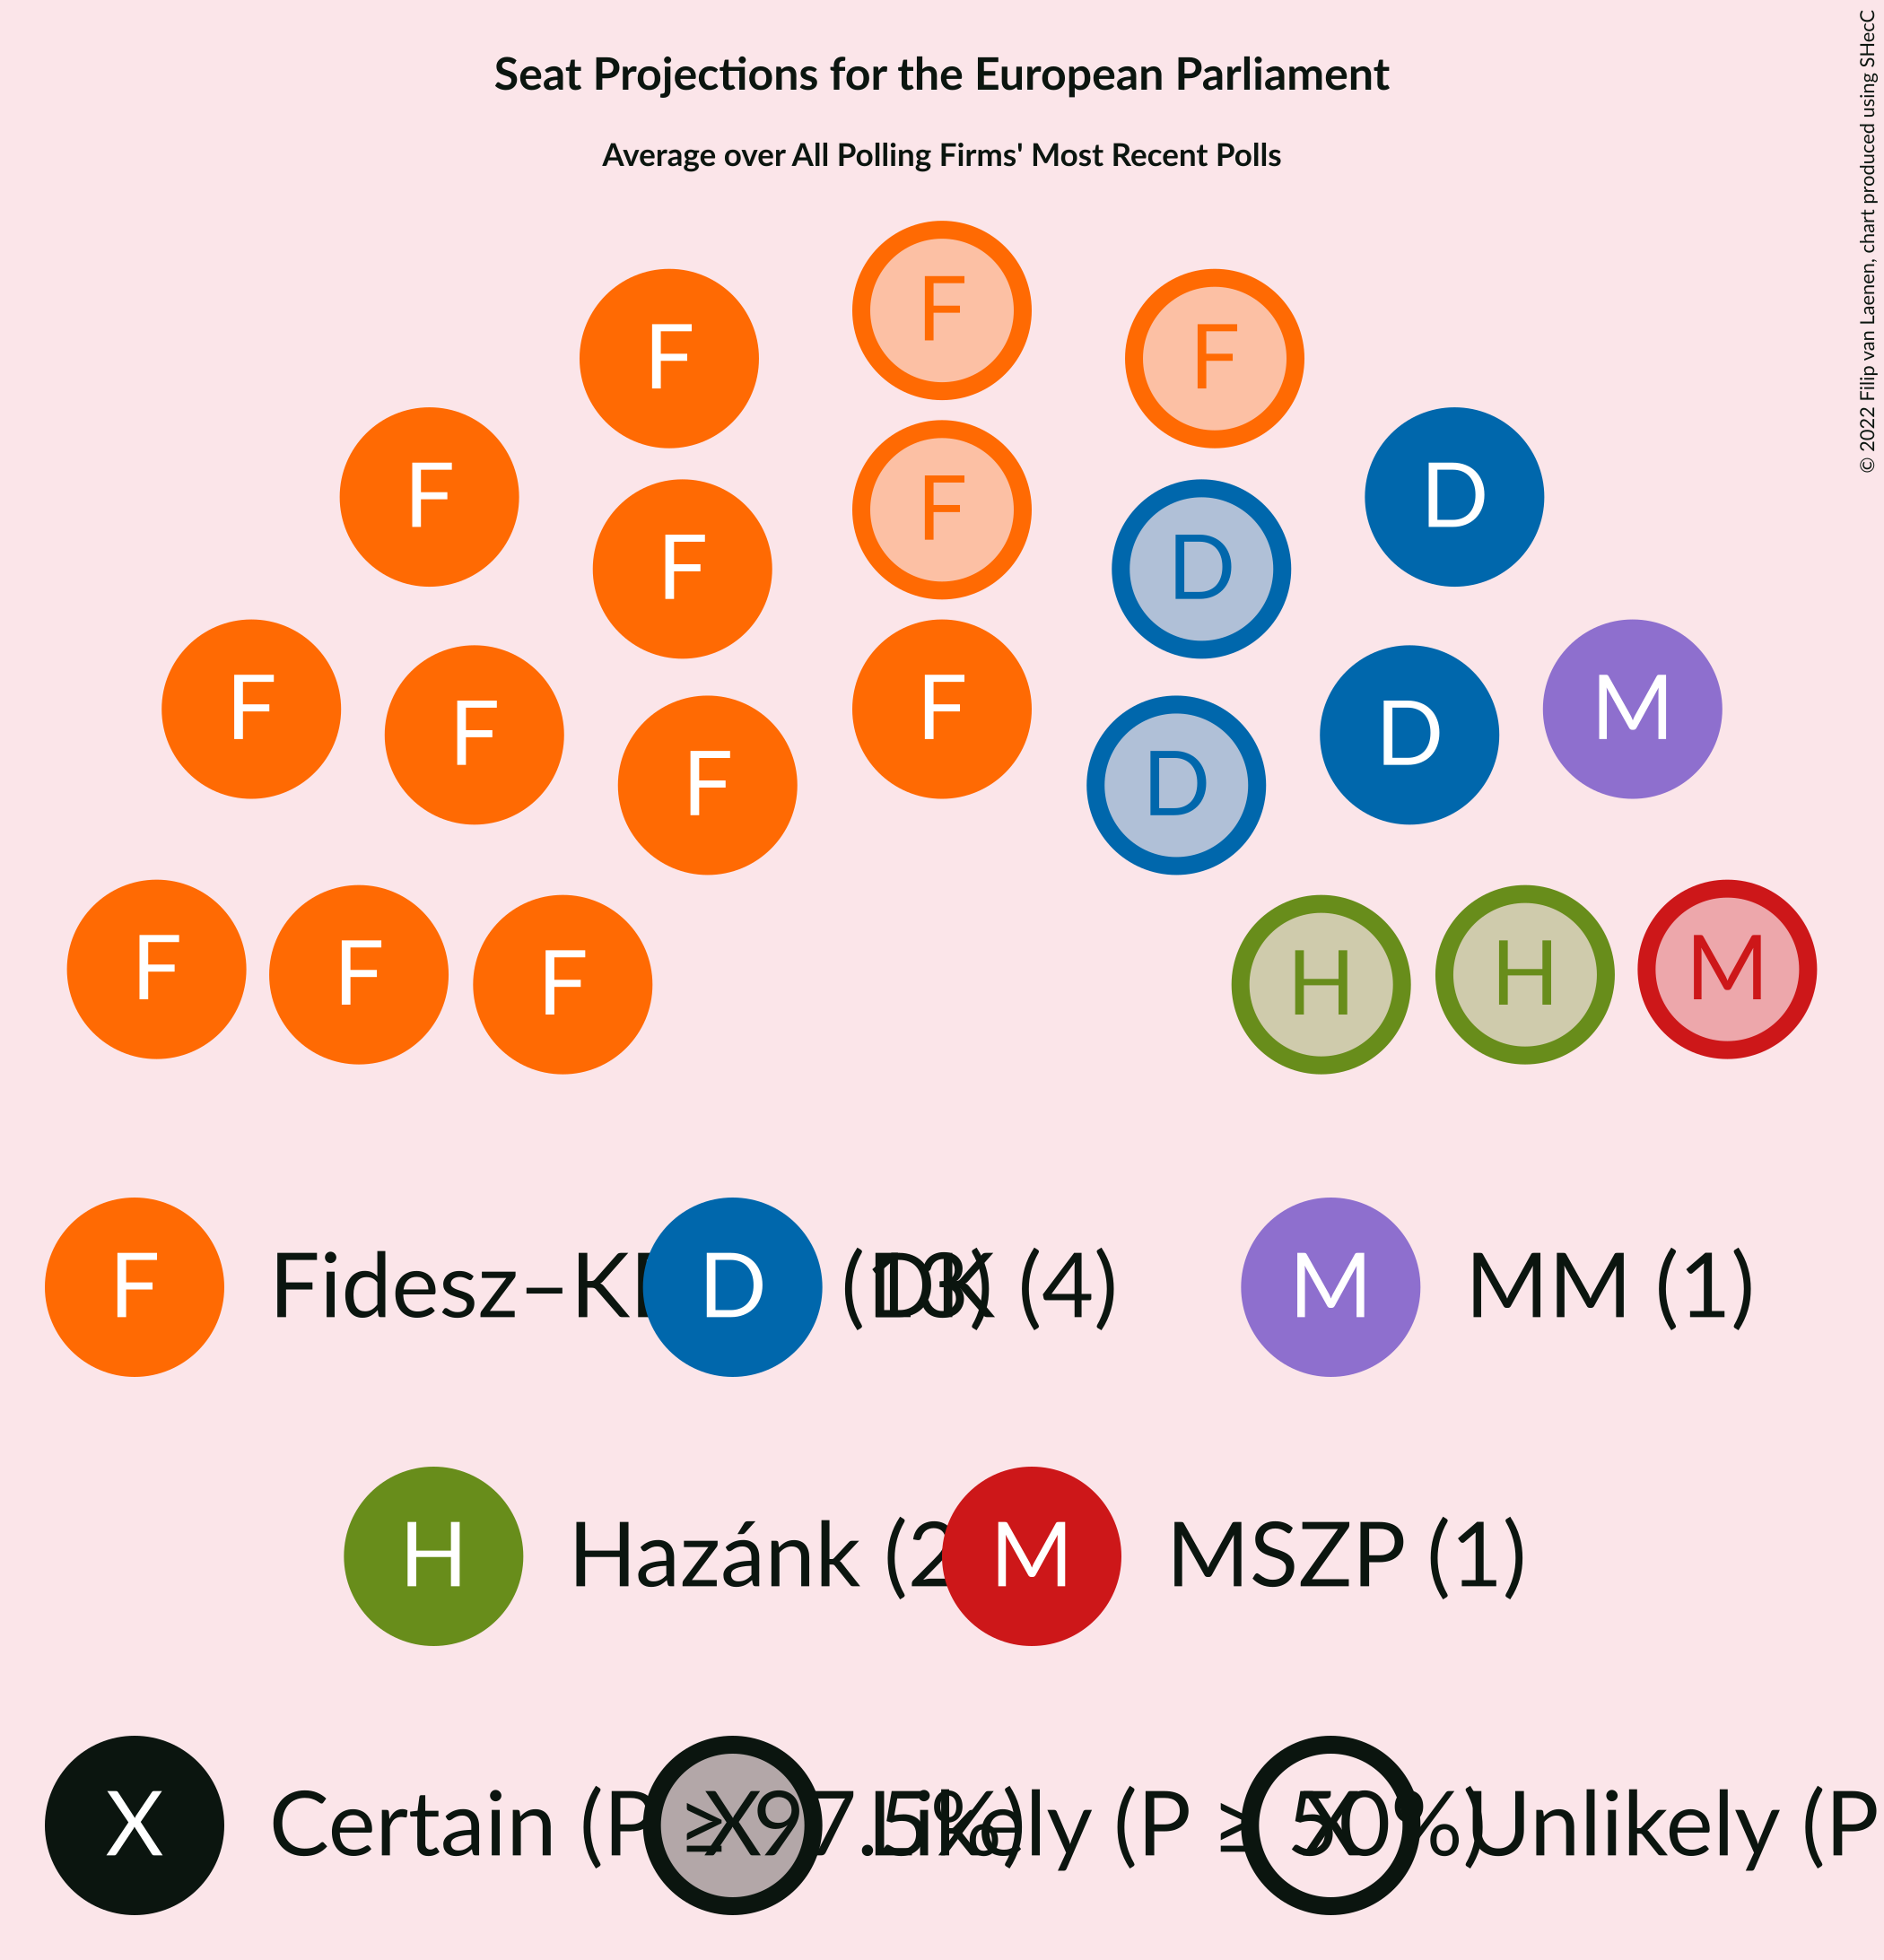 Seat Projections for the European Parliament
Average over All Polling Firms' Most Recent Polls
© 2022 Filip van Laenen, chart produced using SHecC
F
F F
F D
F
F D
F M
F F D
F D
F F F H H M
F Fidesz–K (13) D DK (4) M MM (1)
H Hazánk (2 M MSZP (1)
X Certain (P ≥ 97.5%) X Likely (P ≥ 50%) X Unlikely (P